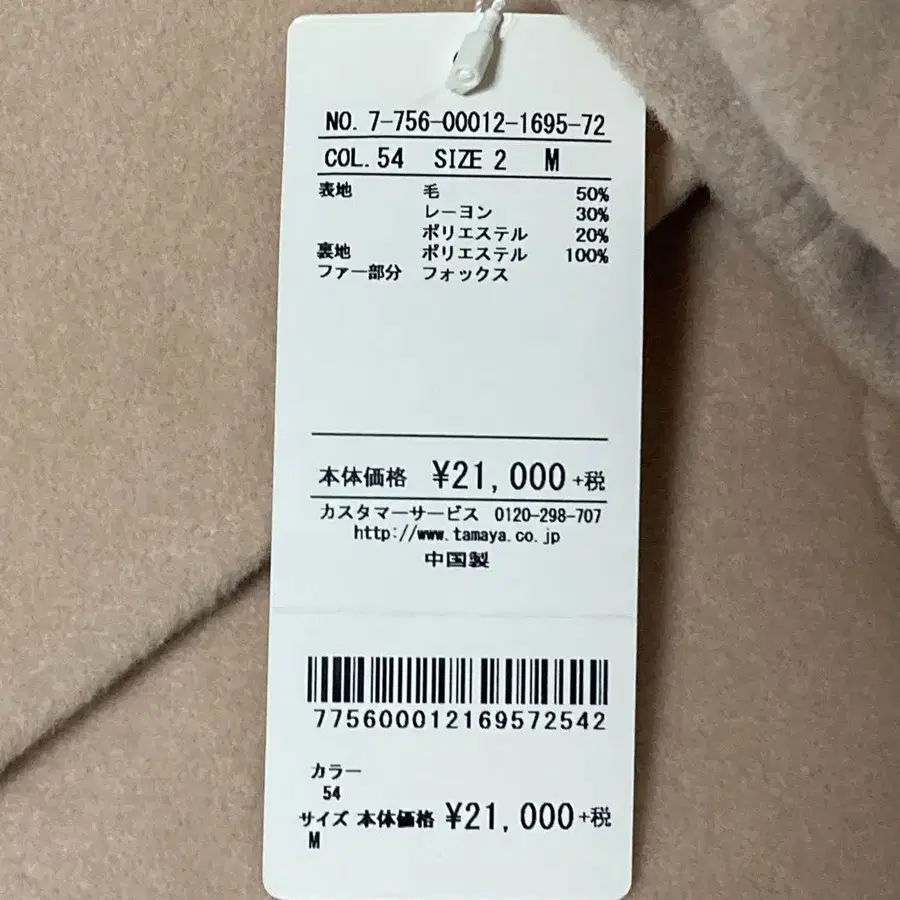 NO. 7-756-00012-1695-72
COL. 54 SIZE 2 M
表地 毛 50%
レーヨン 30%
ポリエステル 20%
裏地 ポリエステル 100%
ファー部分 フォックス
本体価格 ¥21,000 +税
カスタマーサービス 0120-298-707
http://www.tamaya.co.jp
中国製
775600012169572542
カラー
54
サイズ 本体価格 ¥21,000 +税
M